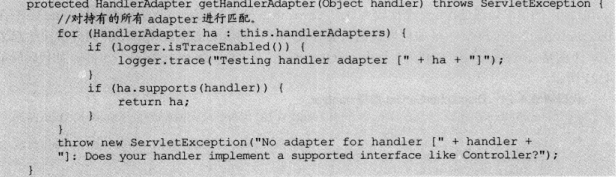 protected HandlerAdapter getHandlerAdapter(Object handler) throws ServletException {
//对持有的所有 adapter 进行匹配。
for (HandlerAdapter ha : this.handlerAdapters) {
if (logger.isTraceEnabled()) {
logger.trace("Testing handler adapter [" + ha + "]");
}
if (ha.supports(handler)) {
return ha;
}
}
throw new ServletException("No adapter for handler [" + handler +
"]: Does your handler implement a supported interface like Controller?");
}